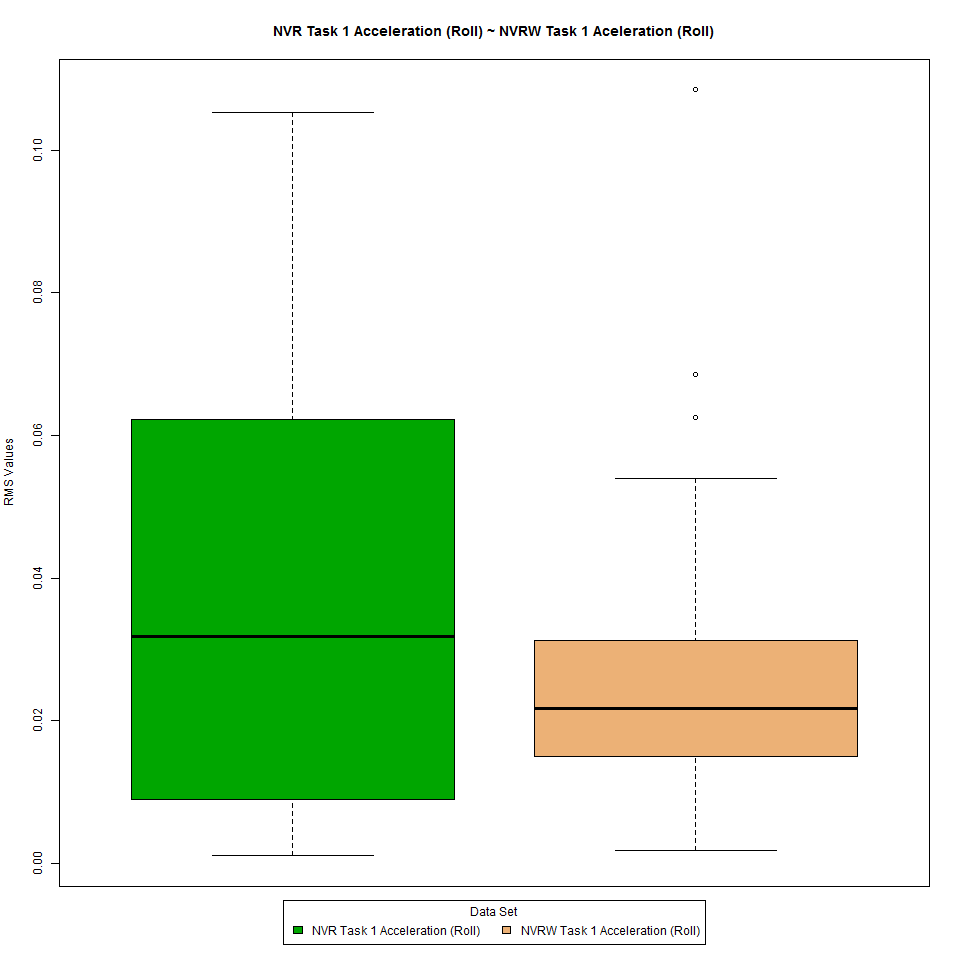 NVR Task 1 Acceleration (Roll) ~ NVRW Task 1 Aceleration (Roll)
0.10
0.08
0.06
0.04
0.02
0.00
RMS Values
Data Set
NVR Task 1 Acceleration (Roll) NVRW Task 1 Acceleration (Roll)